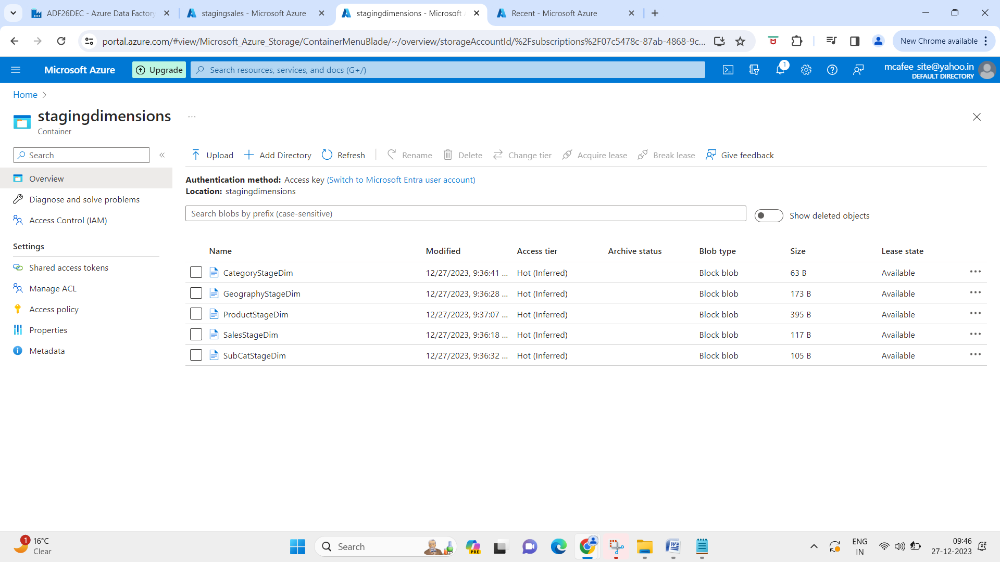 ADF26DEC - Azure Data Factory
stagingsales - Microsoft Azure
stagingdimensions - Microsoft
Recent - Microsoft Azure
portal.azure.com/#view/Microsoft_Azure_Storage/ContainerMenuBlade/~/overview/storageAccountId/%2Fsubscriptions%2F07c5478c-87ab-4868-9c...
New Chrome available
Microsoft Azure
Upgrade
Search resources, services, and docs (G+/)
1
mcafee_site@yahoo.in
DEFAULT DIRECTORY
Home
stagingdimensions ...
Container
Search
Upload Add Directory Refresh Rename Delete Change tier Acquire lease Break lease Give feedback
Overview
Diagnose and solve problems
Access Control (IAM)
Settings
Shared access tokens
Manage ACL
Access policy
Properties
Metadata
Authentication method: Access key (Switch to Microsoft Entra user account)
Location: stagingdimensions
Search blobs by prefix (case-sensitive)
Show deleted objects
Name Modified Access tier Archive status Blob type Size Lease state
CategoryStageDim 12/27/2023, 9:36:41 ... Hot (Inferred) Block blob 63 B Available
GeographyStageDim 12/27/2023, 9:36:28 ... Hot (Inferred) Block blob 173 B Available
ProductStageDim 12/27/2023, 9:37:07 ... Hot (Inferred) Block blob 395 B Available
SalesStageDim 12/27/2023, 9:36:18 ... Hot (Inferred) Block blob 117 B Available
SubCatStageDim 12/27/2023, 9:36:32 ... Hot (Inferred) Block blob 105 B Available
1
16°C
Clear
Search
PRE
ENG
IN
09:46
27-12-2023